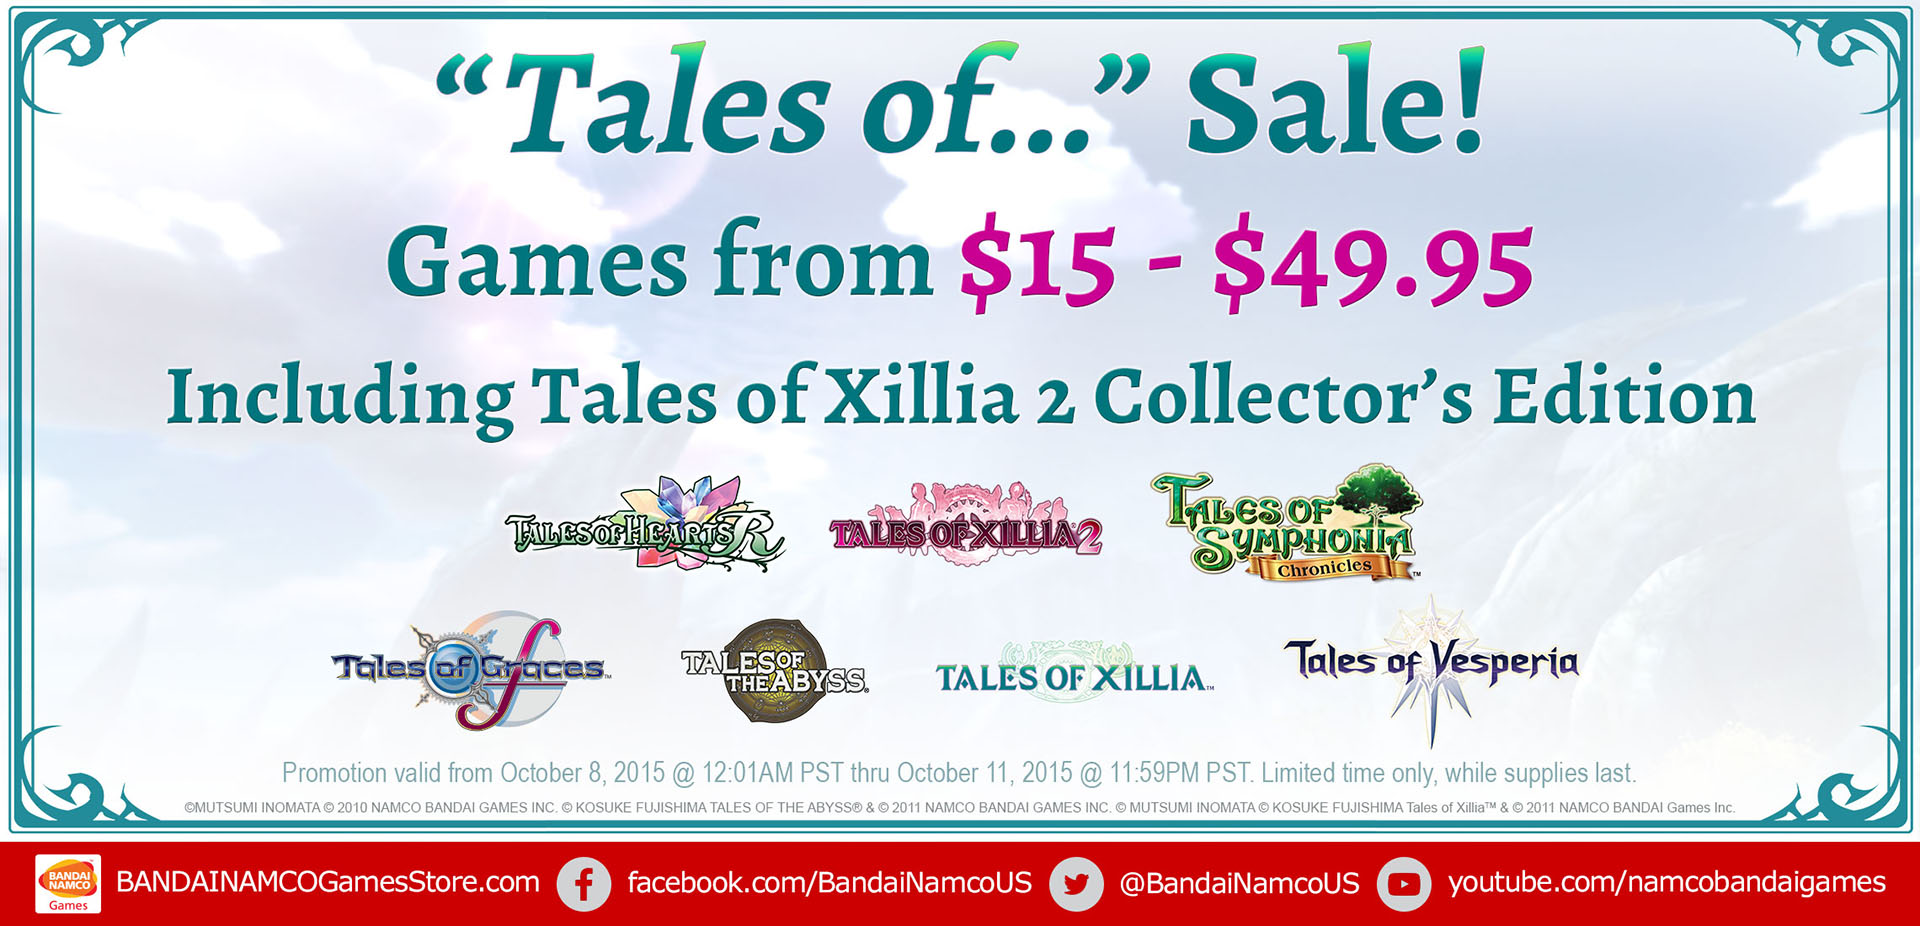 “Tales of...” Sale!
Games from $15 - $49.95
Including Tales of Xillia 2 Collector’s Edition
TALES OF HEARTS R
TALES OF XILLIA 2
TALES OF
SYMPHONIA
Chronicles ™
Tales of Graces f ™
TALES OF
THE ABYSS®
TALES OF XILLIA™
Tales of Vesperia
Promotion valid from October 8, 2015 @ 12:01AM PST thru October 11, 2015 @ 11:59PM PST. Limited time only, while supplies last.
©MUTSUMI INOMATA © 2010 NAMCO BANDAI GAMES INC. © KOSUKE FUJISHIMA TALES OF THE ABYSS® & © 2011 NAMCO BANDAI GAMES INC. © MUTSUMI INOMATA © KOSUKE FUJISHIMA Tales of Xillia™ & © 2011 NAMCO BANDAI Games Inc.
BANDAI
NAMCO
Games
BANDAINAMCOGamesStore.com
facebook.com/BandaiNamcoUS
@BandaiNamcoUS
youtube.com/namcobandaigames